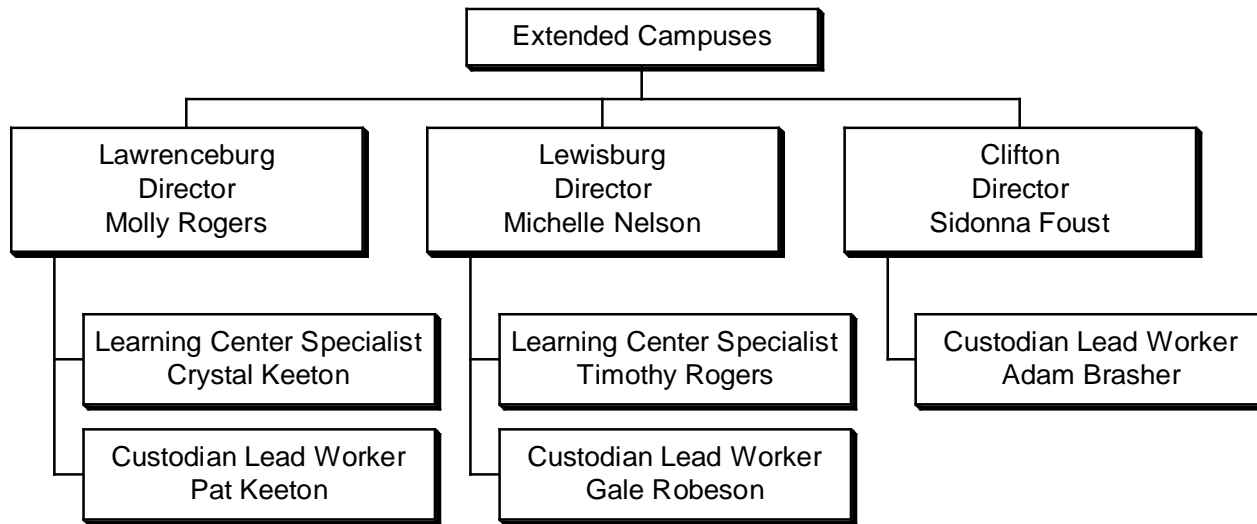 Extended Campuses
Lawrenceburg
Director
Molly Rogers
Lewisburg
Director
Michelle Nelson
Clifton
Director
Sidonna Foust
Learning Center Specialist
Crystal Keeton
Learning Center Specialist
Timothy Rogers
Custodian Lead Worker
Adam Brasher
Custodian Lead Worker
Pat Keeton
Custodian Lead Worker
Gale Robeson